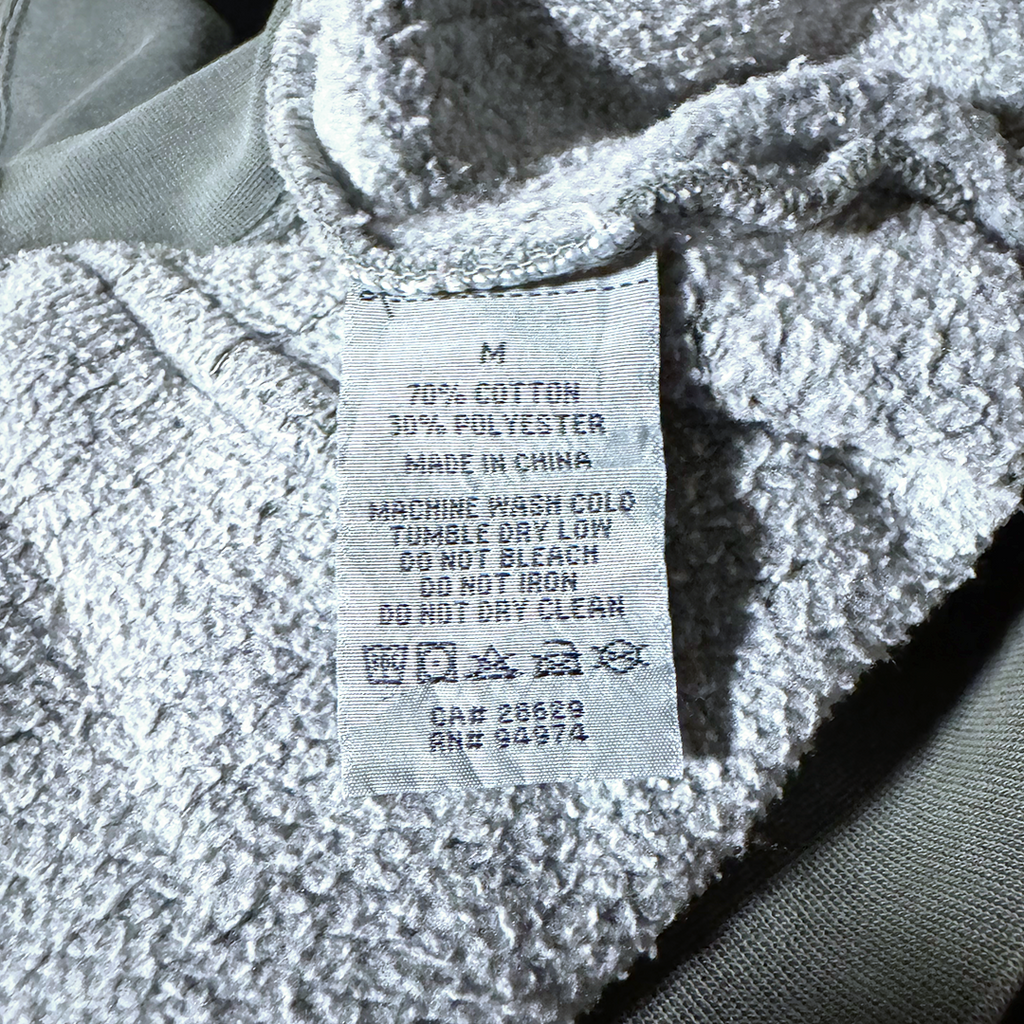 M
70% COTTON
30% POLYESTER
MADE IN CHINA
MACHINE WASH COLD
TUMBLE DRY LOW
DO NOT BLEACH
DO NOT IRON
DO NOT DRY CLEAN
CA# 28629
RN# 94974